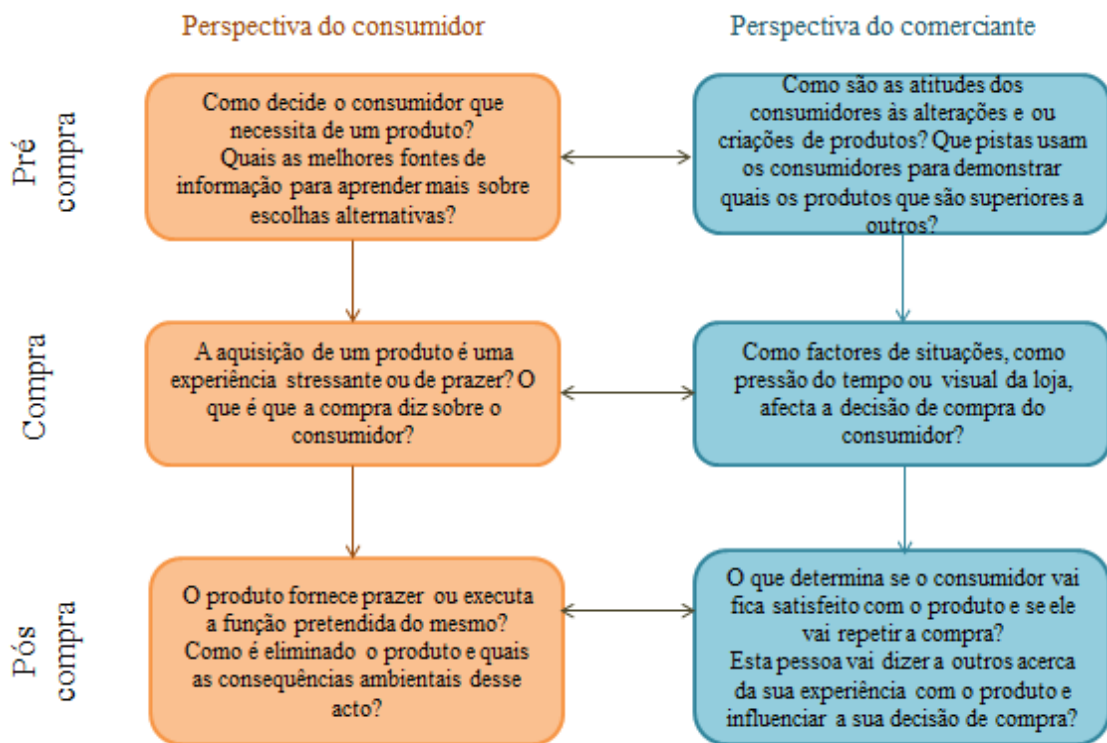 Perspectiva do consumidor
Perspectiva do comerciante
Pré
compra
Como decide o consumidor que
necessita de um produto?
Quais as melhores fontes de
informação para aprender mais sobre
escolhas alternativas?
Como são as atitudes dos
consumidores às alterações e ou
criações de produtos? Que pistas usam
os consumidores para demonstrar
quais os produtos que são superiores a
outros?
Compra
A aquisição de um produto é uma
experiência stressante ou de prazer? O
que é que a compra diz sobre o
consumidor?
Como factores de situações, como
pressão do tempo ou visual da loja,
afecta a decisão de compra do
consumidor?
Pós
compra
O produto fornece prazer ou executa
a função pretendida do mesmo?
Como é eliminado o produto e quais
as consequências ambientais desse
acto?
O que determina se o consumidor vai
fica satisfeito com o produto e se ele
vai repetir a compra?
Esta pessoa vai dizer a outros acerca
da sua experiência com o produto e
influenciar a sua decisão de compra?